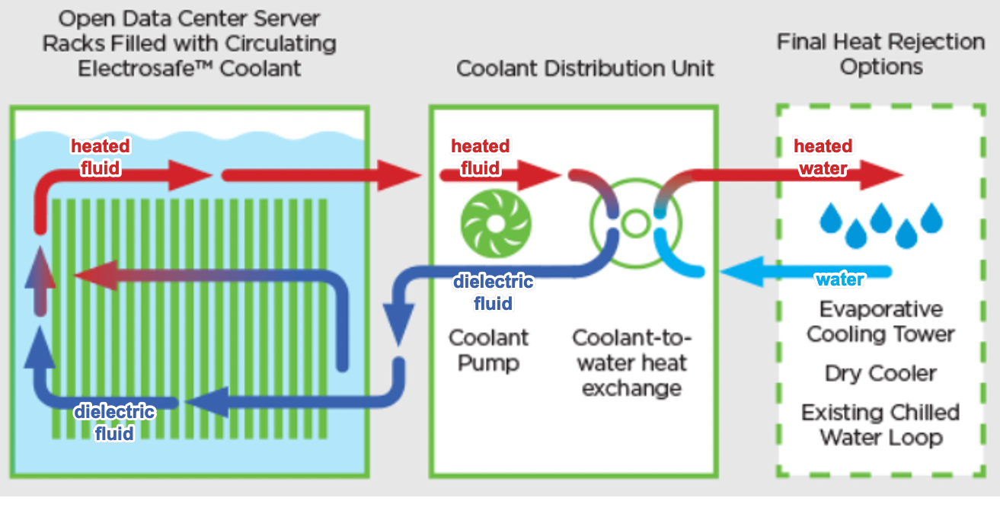 Open Data Center Server
Racks Filled with Circulating
Electrosafe™ Coolant
Coolant Distribution Unit
Final Heat Rejection
Options
heated
fluid
heated
fluid
heated
water
dielectric
fluid
water
dielectric
fluid
Coolant
Pump
Coolant-to-
water heat
exchange
Evaporative
Cooling Tower
Dry Cooler
Existing Chilled
Water Loop